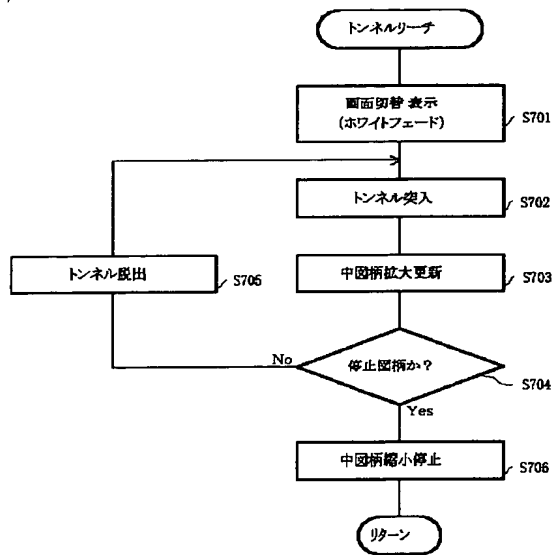 トンネルリーチ
画面切替 表示
(ホワイトフェード)
S701
トンネル突入
S702
中図柄拡大更新
S703
トンネル脱出
S705
停止図柄か？
S704
No
Yes
中図柄縮小停止
S706
リターン